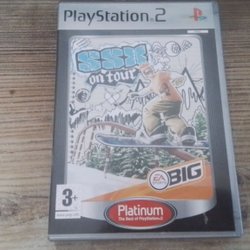 PlayStation 2
SSX
on tour
EA
BIG
3+
Platinum
The Best of PlayStation 2